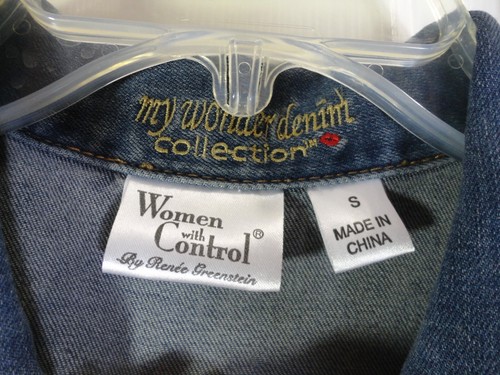 my wonder denim
collection™
Women
with
Control®
By Renée Greenstein
S
MADE IN
CHINA